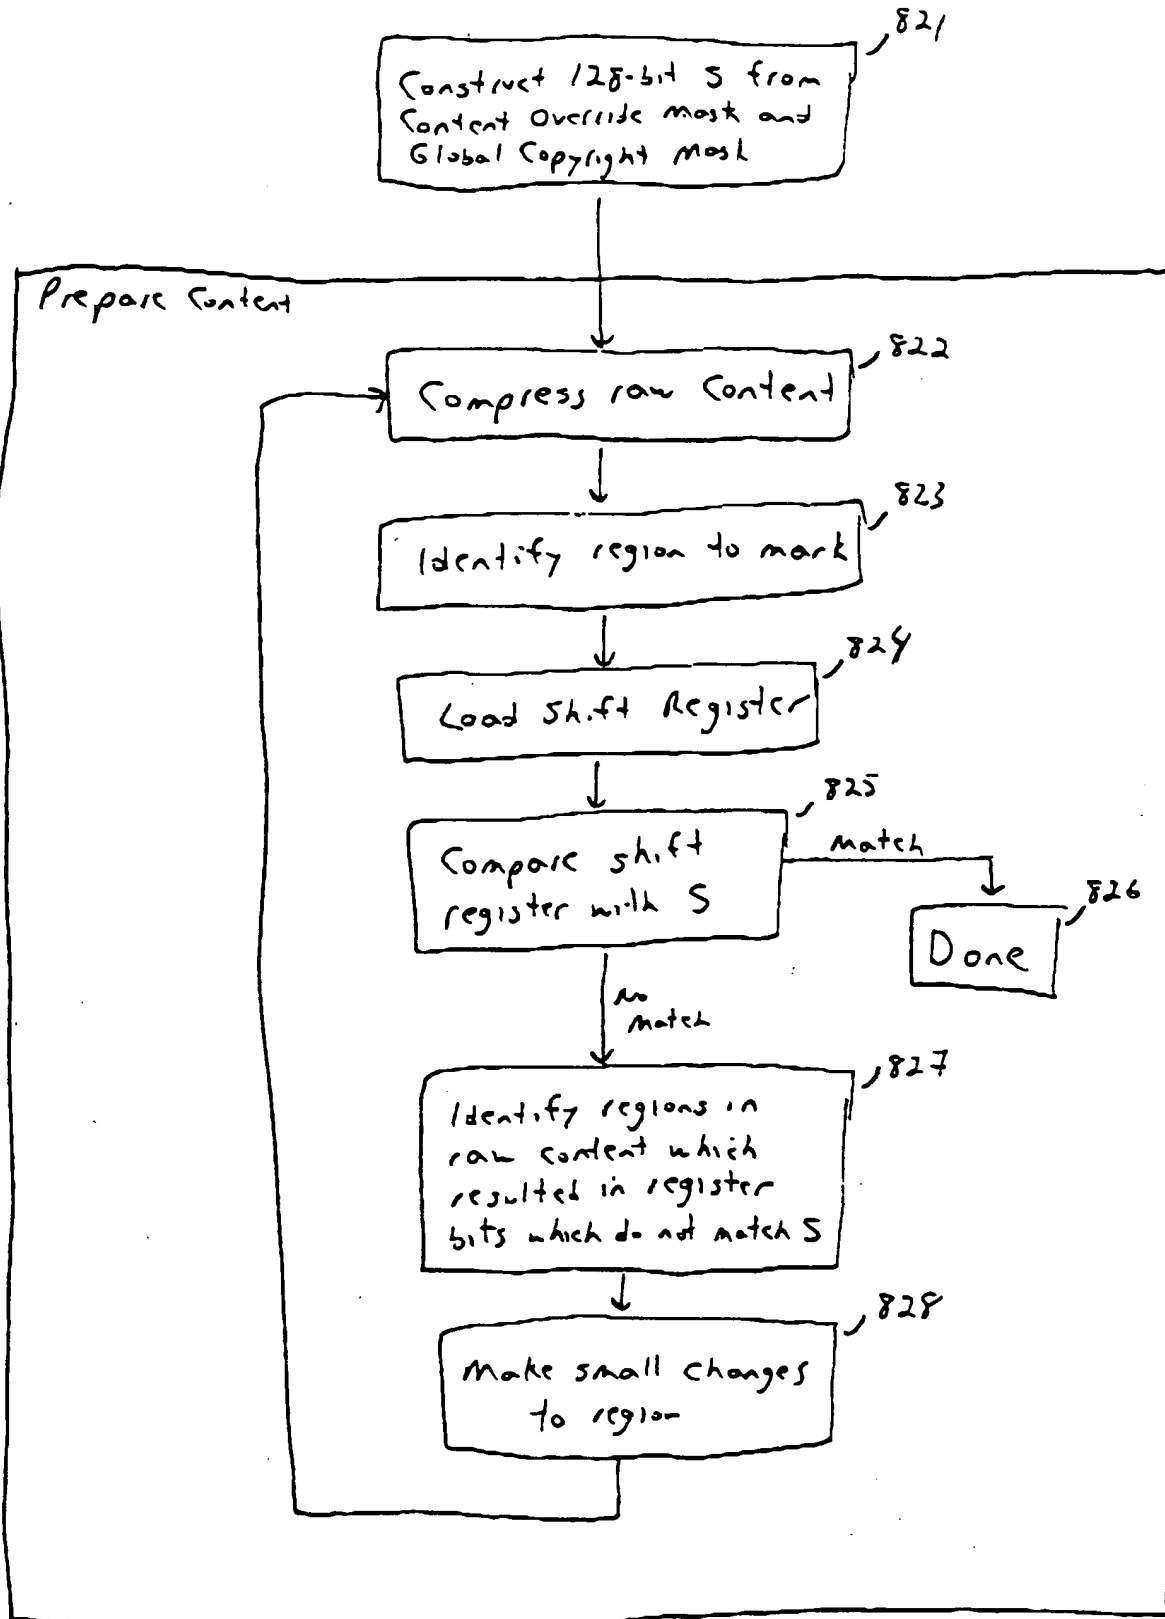 821
Construct 128-bit S from
Content Override Mask and
Global Copyright Mask
Prepare Content
822
Compress raw Content
823
Identify region to mark
824
Load Shift Register
825
Compare shift
register with S
Match
826
Done
No
Match
827
Identify regions in
raw content which
resulted in register
bits which do not match S
828
Make small changes
to region